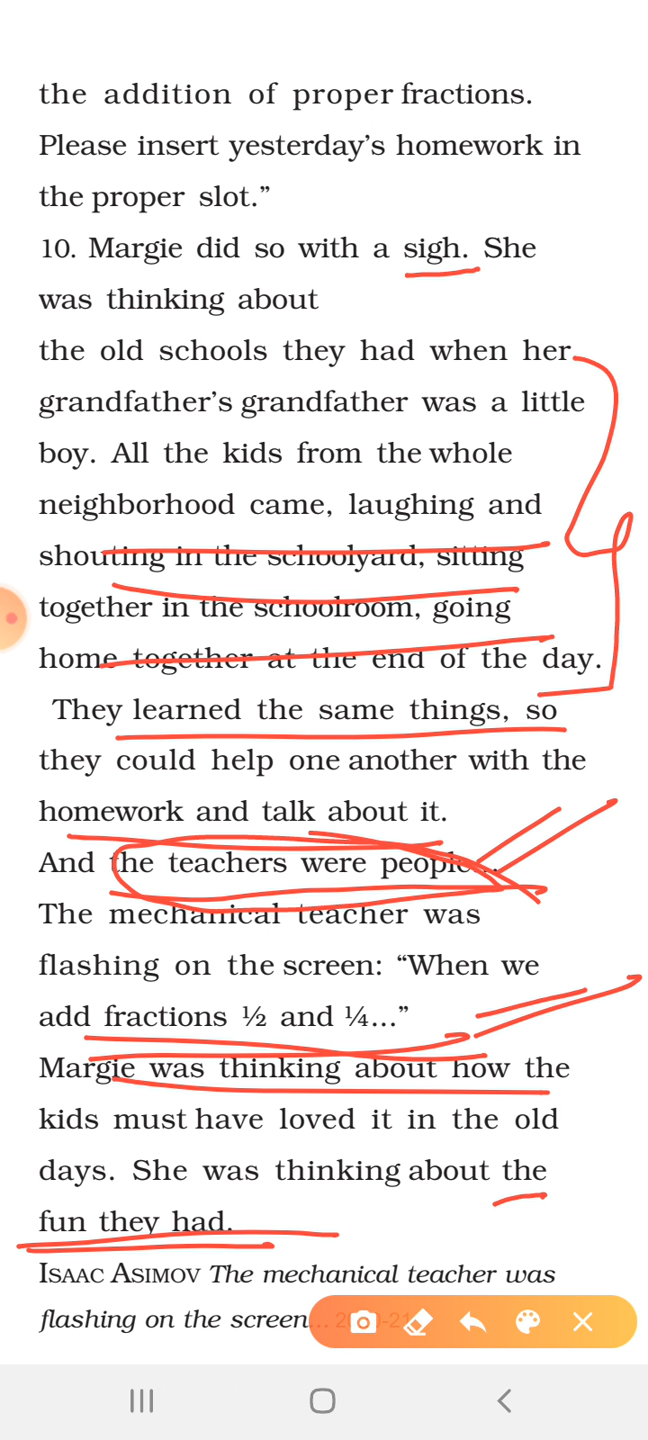 the addition of proper fractions.
Please insert yesterday's homework in
the proper slot.”
10. Margie did so with a sigh. She
was thinking about
the old schools they had when her
grandfather's grandfather was a little
boy. All the kids from the whole
neighborhood came, laughing and
shouting in the schoolyard, sitting
together in the schoolroom, going
home together at the end of the day.
They learned the same things, so
they could help one another with the
homework and talk about it.
And the teachers were people...
The mechanical teacher was
flashing on the screen: “When we
add fractions ½ and ¼...”
Margie was thinking about how the
kids must have loved it in the old
days. She was thinking about the
fun they had.
ISAAC ASIMOV The mechanical teacher was
flashing on the screen...